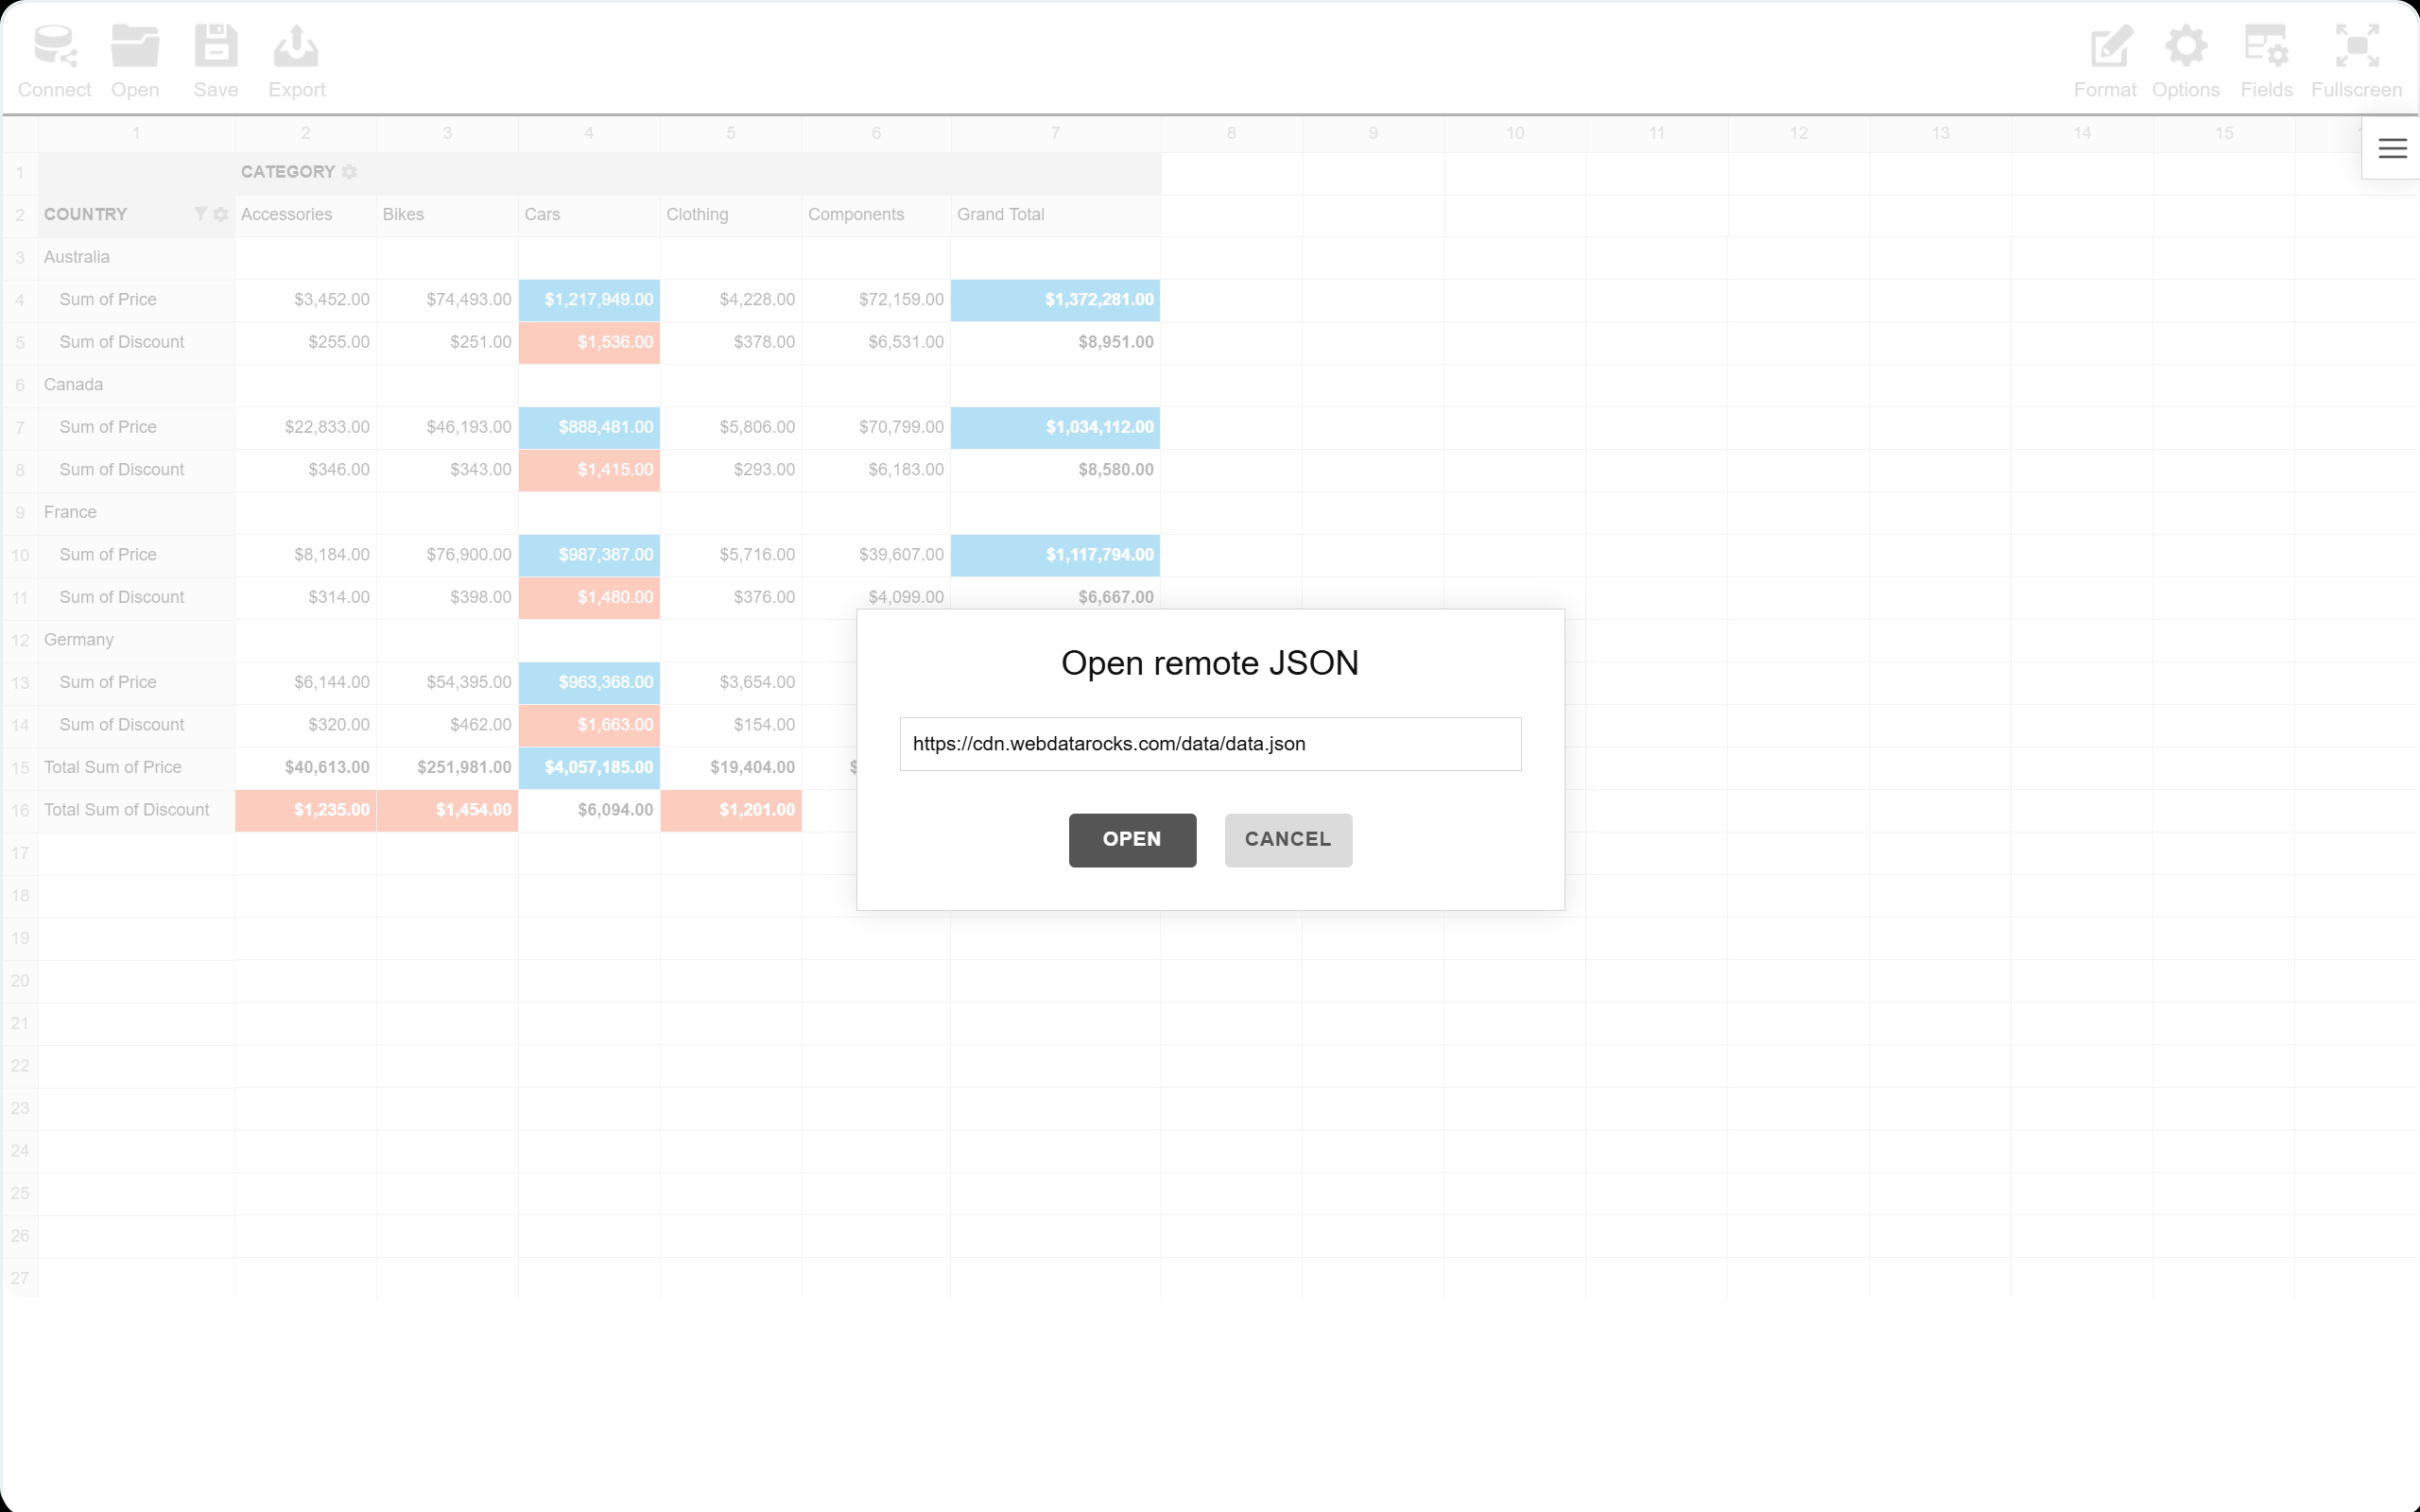 Connect Open Save Export Format Options Fields Fullscreen
1 2 3 4 5 6 7 8 9 10 11 12 13 14 15
1 CATEGORY
2 COUNTRY Accessories Bikes Cars Clothing Components Grand Total
3 Australia
4 Sum of Price $3,452.00 $74,493.00 $1,217,949.00 $4,228.00 $72,159.00 $1,372,281.00
5 Sum of Discount $255.00 $251.00 $1,536.00 $378.00 $6,531.00 $8,951.00
6 Canada
7 Sum of Price $22,833.00 $46,193.00 $888,481.00 $5,806.00 $70,799.00 $1,034,112.00
8 Sum of Discount $346.00 $343.00 $1,415.00 $293.00 $6,183.00 $8,580.00
9 France
10 Sum of Price $8,184.00 $76,900.00 $987,387.00 $5,716.00 $39,607.00 $1,117,794.00
11 Sum of Discount $314.00 $398.00 $1,480.00 $376.00 $4,099.00 $6,667.00
12 Germany
13 Sum of Price $6,144.00 $54,395.00 $963,368.00 $3,654.00
14 Sum of Discount $320.00 $462.00 $1,663.00 $154.00
15 Total Sum of Price $40,613.00 $251,981.00 $4,057,185.00 $19,404.00 $
16 Total Sum of Discount $1,235.00 $1,454.00 $6,094.00 $1,201.00
17
18
19
20
21
22
23
24
25
26
27
Open remote JSON
https://cdn.webdatarocks.com/data/data.json
OPEN CANCEL